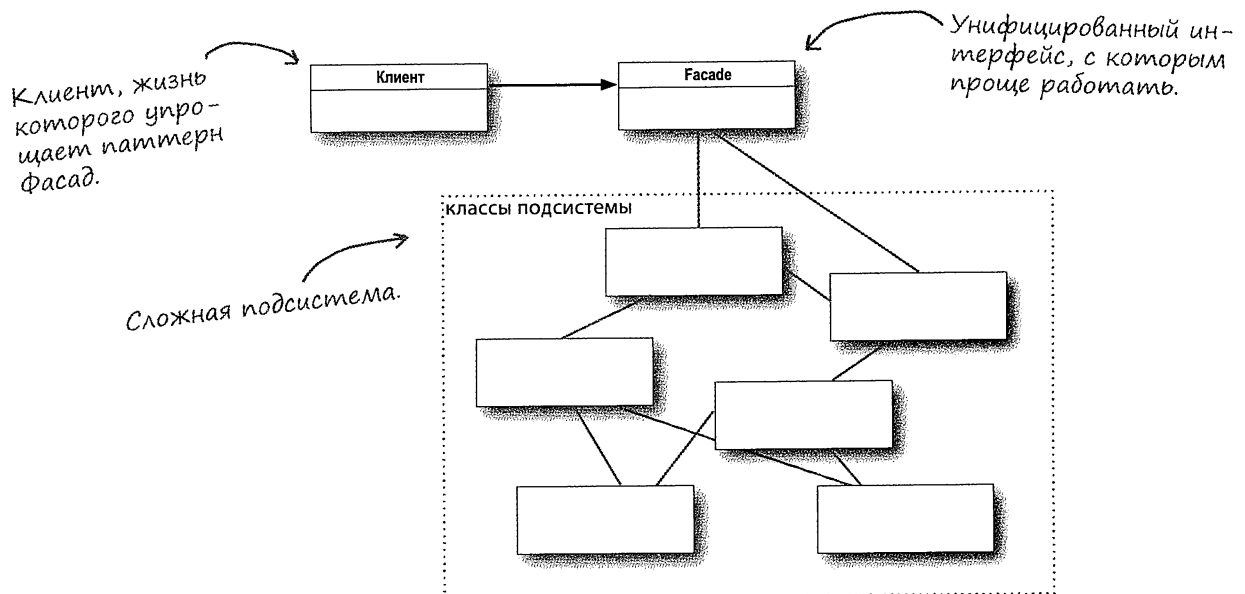 Унифицированный ин-
терфейс, с которым
проще работать.
Клиент
Facade
Клиент, жизнь
которого упро-
щает паттерн
Фасад.
классы подсистемы
Сложная подсистема.